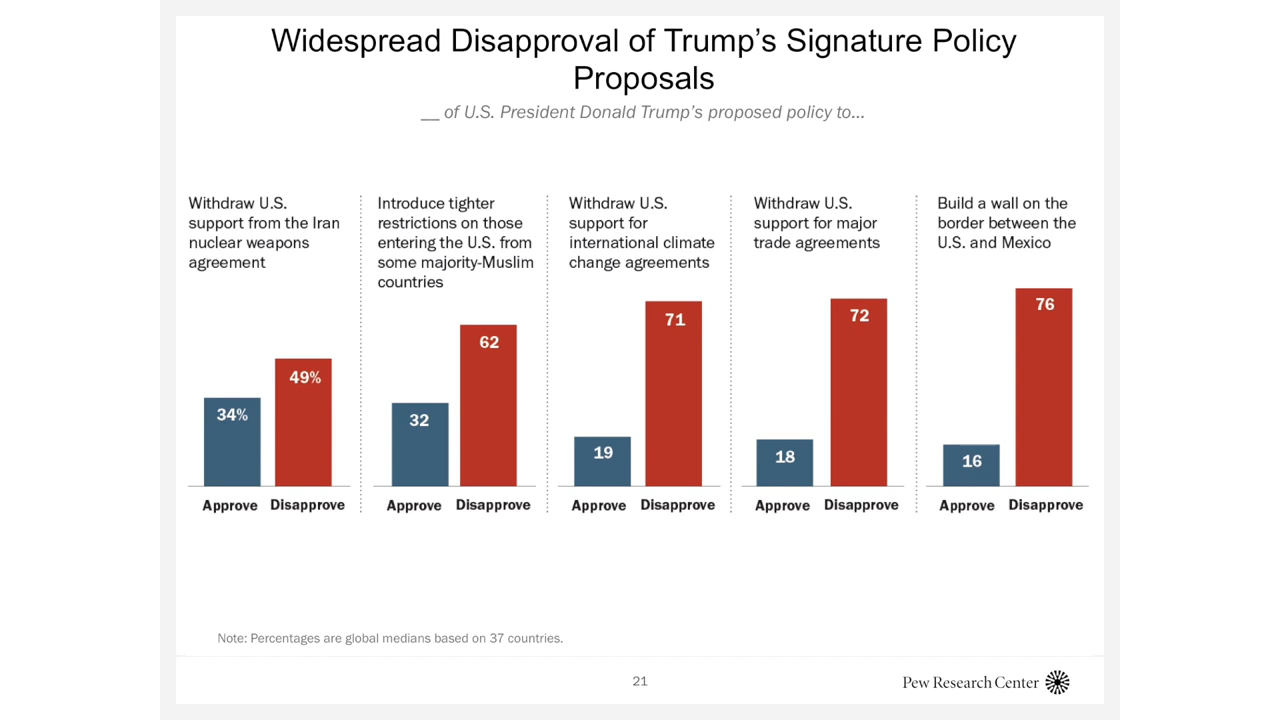 Widespread Disapproval of Trump’s Signature Policy
Proposals
__ of U.S. President Donald Trump’s proposed policy to...
Withdraw U.S.
support from the Iran
nuclear weapons
agreement
34%
49%
Approve
Disapprove
Introduce tighter
restrictions on those
entering the U.S. from
some majority-Muslim
countries
32
62
Approve
Disapprove
Withdraw U.S.
support for
international climate
change agreements
19
71
Approve
Disapprove
Withdraw U.S.
support for major
trade agreements
18
72
Approve
Disapprove
Build a wall on the
border between the
U.S. and Mexico
16
76
Approve
Disapprove
Note: Percentages are global medians based on 37 countries.
21
Pew Research Center